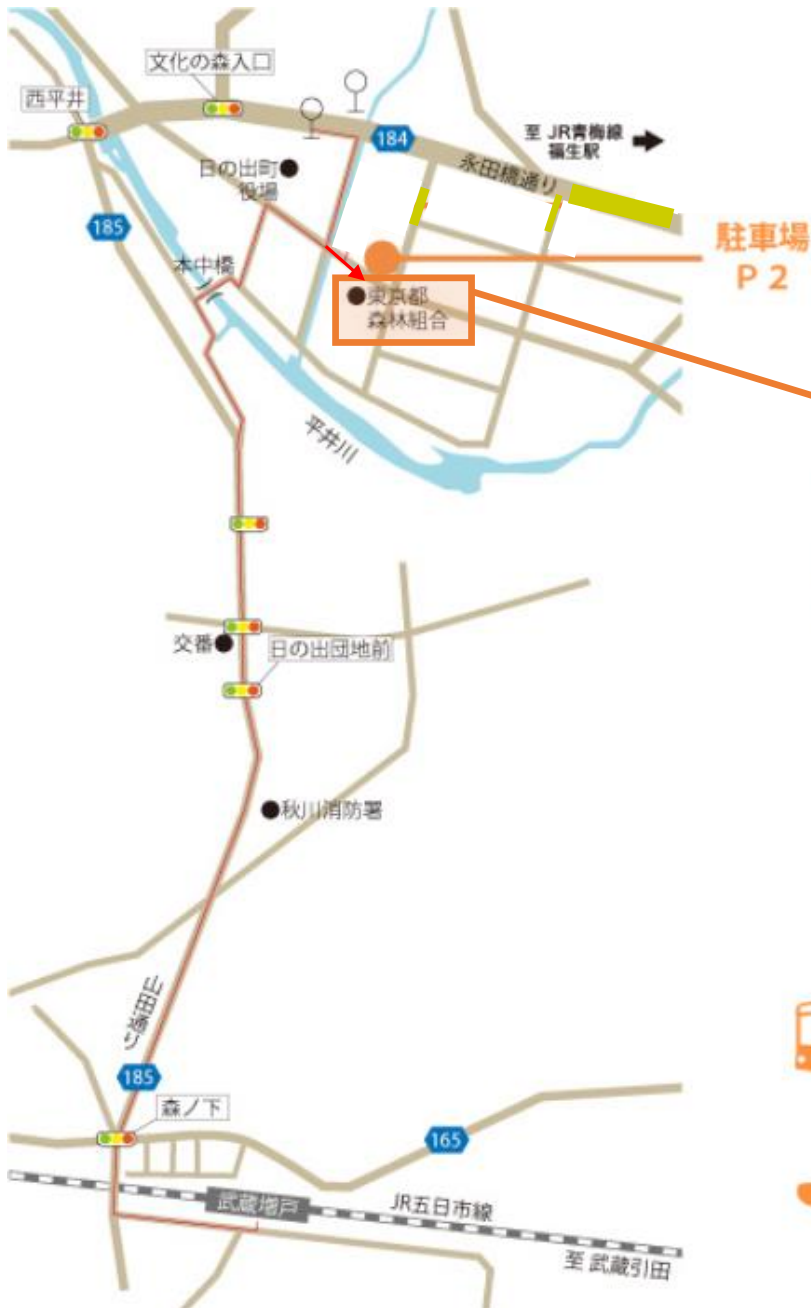 文化の森入口
西平井
184
至 JR青梅線
福生駅
永田橋通り
日の出町
役場
185
本中橋
駐車場
P 2
東京都
森林組合
平井川
交番
日の出団地前
秋川消防署
山田通り
185
森ノ下
165
武蔵増戸
JR五日市線
至 武蔵引田